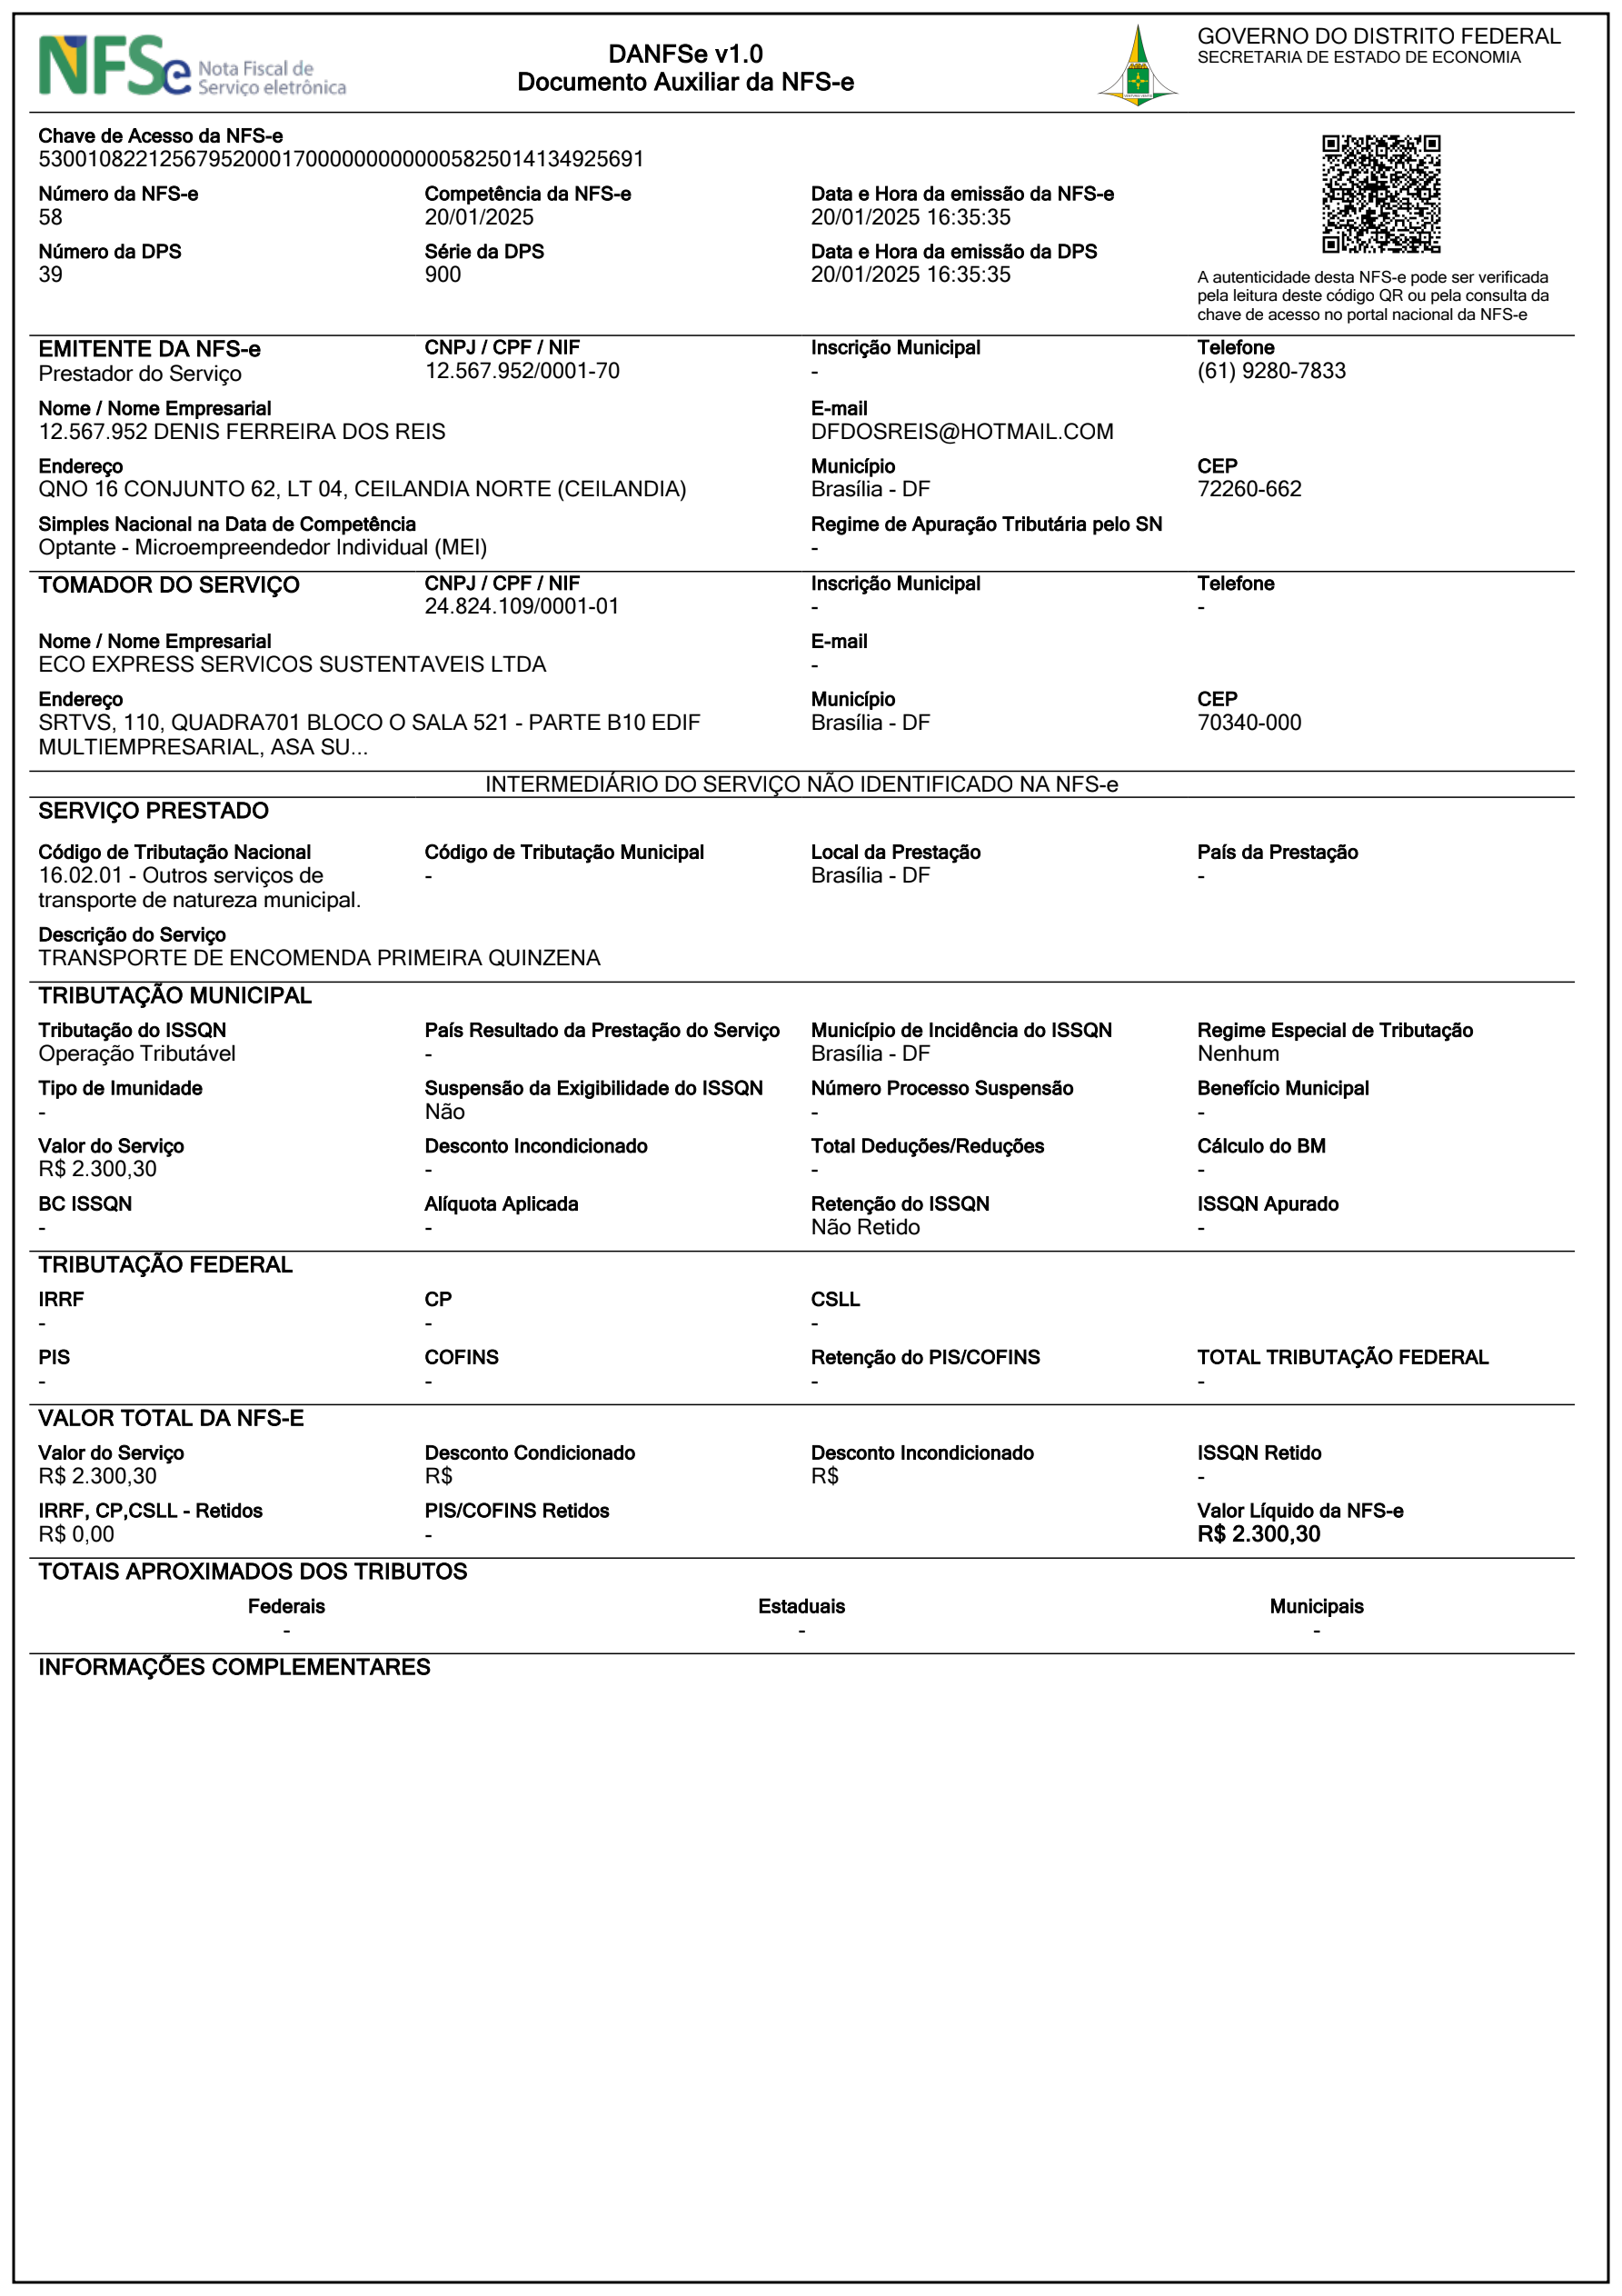 NFSe Nota Fiscal de
Serviço eletrônica
DANFSe v1.0
Documento Auxiliar da NFS-e
GOVERNO DO DISTRITO FEDERAL
SECRETARIA DE ESTADO DE ECONOMIA
Chave de Acesso da NFS-e
53001082212567952000170000000000005825014134925691
Número da NFS-e Competência da NFS-e Data e Hora da emissão da NFS-e
58 20/01/2025 20/01/2025 16:35:35
Número da DPS Série da DPS Data e Hora da emissão da DPS
39 900 20/01/2025 16:35:35
A autenticidade desta NFS-e pode ser verificada
pela leitura deste código QR ou pela consulta da
chave de acesso no portal nacional da NFS-e
EMITENTE DA NFS-e CNPJ / CPF / NIF Inscrição Municipal Telefone
Prestador do Serviço 12.567.952/0001-70 - (61) 9280-7833
Nome / Nome Empresarial E-mail
12.567.952 DENIS FERREIRA DOS REIS DFDOSREIS@HOTMAIL.COM
Endereço Município CEP
QNO 16 CONJUNTO 62, LT 04, CEILANDIA NORTE (CEILANDIA) Brasília - DF 72260-662
Simples Nacional na Data de Competência Regime de Apuração Tributária pelo SN
Optante - Microempreendedor Individual (MEI) -
TOMADOR DO SERVIÇO CNPJ / CPF / NIF Inscrição Municipal Telefone
24.824.109/0001-01 - -
Nome / Nome Empresarial E-mail
ECO EXPRESS SERVICOS SUSTENTAVEIS LTDA -
Endereço Município CEP
SRTVS, 110, QUADRA701 BLOCO O SALA 521 - PARTE B10 EDIF Brasília - DF 70340-000
MULTIEMPRESARIAL, ASA SU...
INTERMEDIÁRIO DO SERVIÇO NÃO IDENTIFICADO NA NFS-e
SERVIÇO PRESTADO
Código de Tributação Nacional Código de Tributação Municipal Local da Prestação País da Prestação
16.02.01 - Outros serviços de - Brasília - DF -
transporte de natureza municipal.
Descrição do Serviço
TRANSPORTE DE ENCOMENDA PRIMEIRA QUINZENA
TRIBUTAÇÃO MUNICIPAL
Tributação do ISSQN País Resultado da Prestação do Serviço Município de Incidência do ISSQN Regime Especial de Tributação
Operação Tributável - Brasília - DF Nenhum
Tipo de Imunidade Suspensão da Exigibilidade do ISSQN Número Processo Suspensão Benefício Municipal
- Não - -
Valor do Serviço Desconto Incondicionado Total Deduções/Reduções Cálculo do BM
R$ 2.300,30 - - -
BC ISSQN Alíquota Aplicada Retenção do ISSQN ISSQN Apurado
- - Não Retido -
TRIBUTAÇÃO FEDERAL
IRRF CP CSLL
- - -
PIS COFINS Retenção do PIS/COFINS TOTAL TRIBUTAÇÃO FEDERAL
- - - -
VALOR TOTAL DA NFS-E
Valor do Serviço Desconto Condicionado Desconto Incondicionado ISSQN Retido
R$ 2.300,30 R$ R$ -
IRRF, CP,CSLL - Retidos PIS/COFINS Retidos Valor Líquido da NFS-e
R$ 0,00 - R$ 2.300,30
TOTAIS APROXIMADOS DOS TRIBUTOS
Federais Estaduais Municipais
- - -
INFORMAÇÕES COMPLEMENTARES